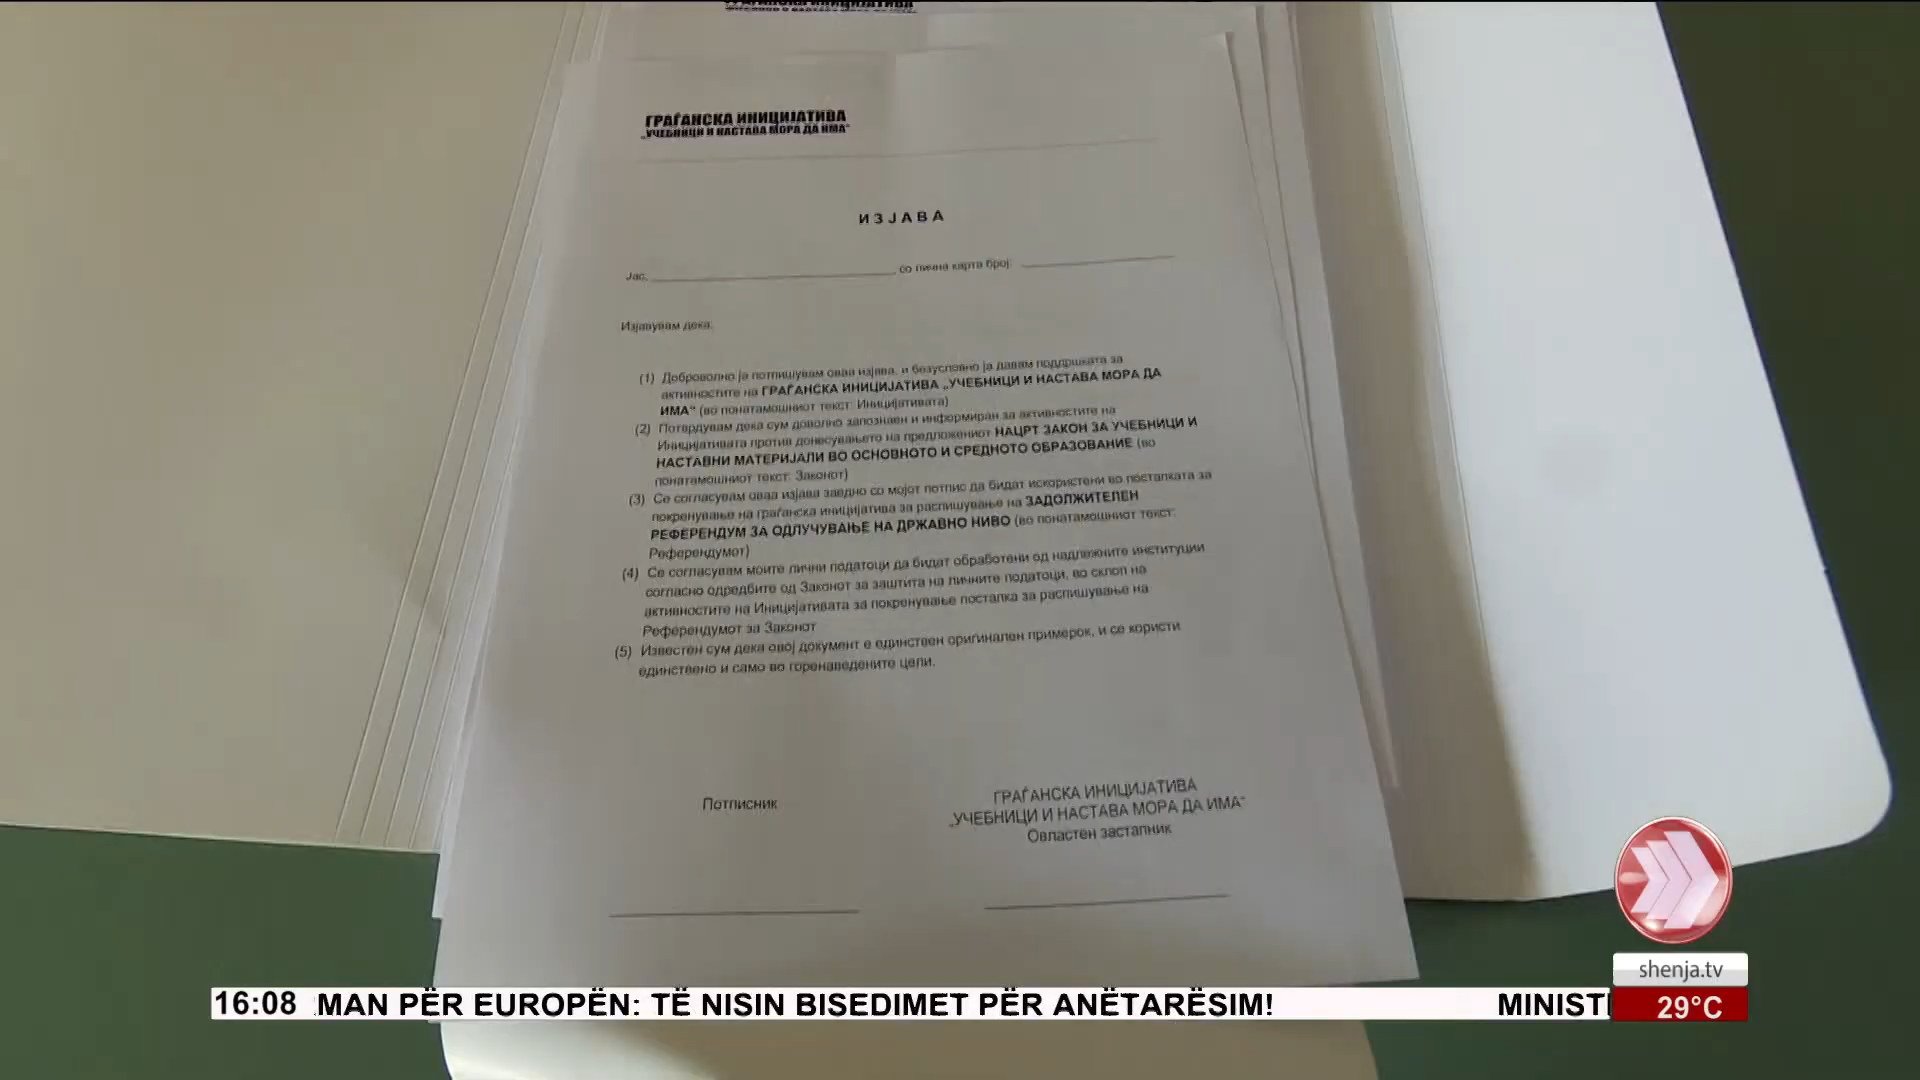 ГРАЃАНСКА ИНИЦИЈАТИВА
ГРАЃАНСКА ИНИЦИЈАТИВА
„УЧЕБНИЦИ И НАСТАВА МОРА ДА ИМА“
ИЗЈАВА
Јас, ____________ со лична карта број: ____________
Изјавувам дека:
(1) Доброволно ја потпишувам оваа изјава, и безусловно ја давам поддршката за
активностите на ГРАЃАНСКА ИНИЦИЈАТИВА „УЧЕБНИЦИ И НАСТАВА МОРА ДА
ИМА“ (во понатамошниот текст: Иницијативата)
(2) Потврдувам дека сум доволно запознаен и информиран за активностите на
Иницијативата против донесувањето на предложениот НАЦРТ ЗАКОН ЗА УЧЕБНИЦИ И
НАСТАВНИ МАТЕРИЈАЛИ ВО ОСНОВНОТО И СРЕДНОТО ОБРАЗОВАНИЕ (во
понатамошниот текст: Законот)
(3) Се согласувам оваа изјава заедно со мојот потпис да бидат искористени во постапката за
покренување на граѓанска иницијатива за распишување на ЗАДОЛЖИТЕЛЕН
РЕФЕРЕНДУМ ЗА ОДЛУЧУВАЊЕ НА ДРЖАВНО НИВО (во понатамошниот текст:
Референдумот)
(4) Се согласувам моите лични податоци да бидат обработени од надлежните институции
согласно одредбите од Законот за заштита на личните податоци, во склоп на
активностите на Иницијативата за покренување постапка за распишување на
Референдумот за Законот
(5) Известен сум дека овој документ е единствен оригинален примерок, и се користи
единствено и само во горенаведените цели.
Потписник
ГРАЃАНСКА ИНИЦИЈАТИВА
„УЧЕБНИЦИ И НАСТАВА МОРА ДА ИМА“
Овластен застапник
shenja.tv
16:08 MAN PËR EUROPËN: TË NISIN BISEDIMET PËR ANËTARËSIM! MINIST
29°C